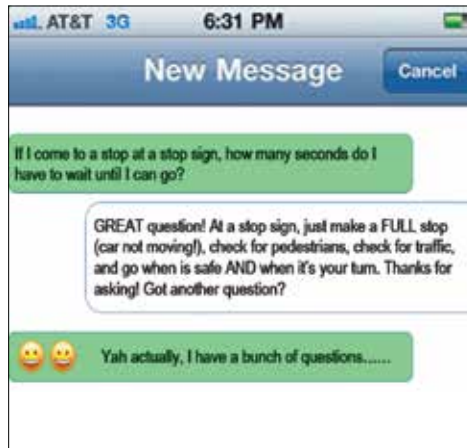 AT&T 3G 6:31 PM
New Message Cancel
If I come to a stop at a stop sign, how many seconds do I
have to wait until I can go?
GREAT question! At a stop sign, just make a FULL stop
(car not moving!), check for pedestrians, check for traffic,
and go when is safe AND when it's your turn. Thanks for
asking! Got another question?
Yah actually, I have a bunch of questions......